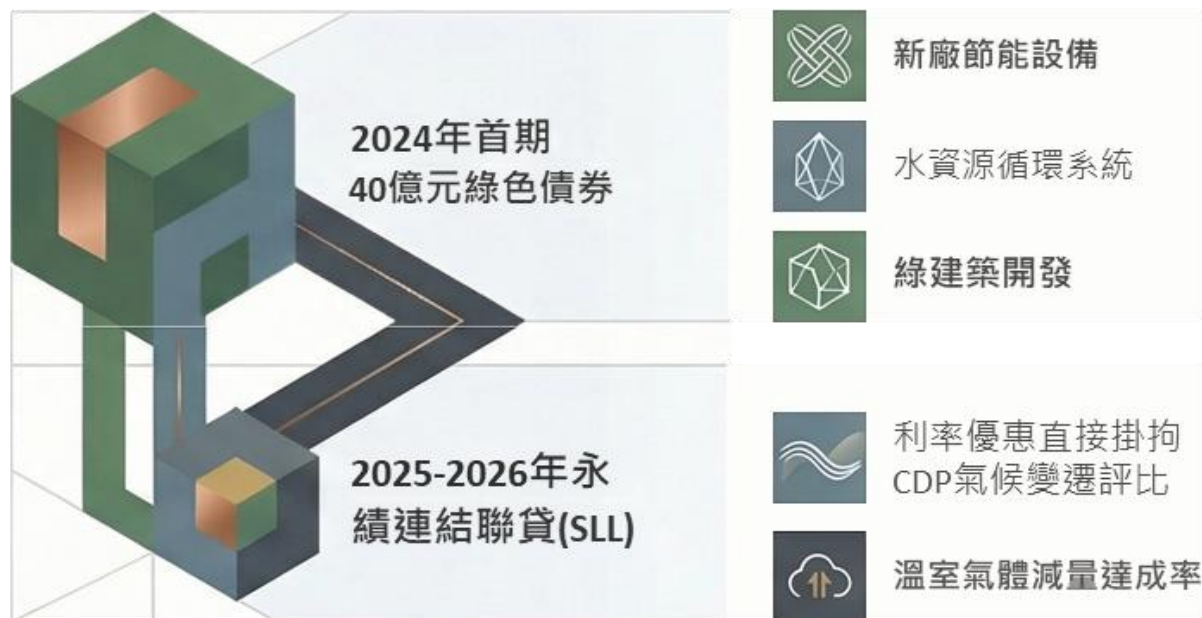 2024年首期
40億元綠色債券
新廠節能設備
水資源循環系統
綠建築開發
2025-2026年永
續連結聯貸(SLL)
利率優惠直接掛拘
CDP氣候變遷評比
溫室氣體減量達成率